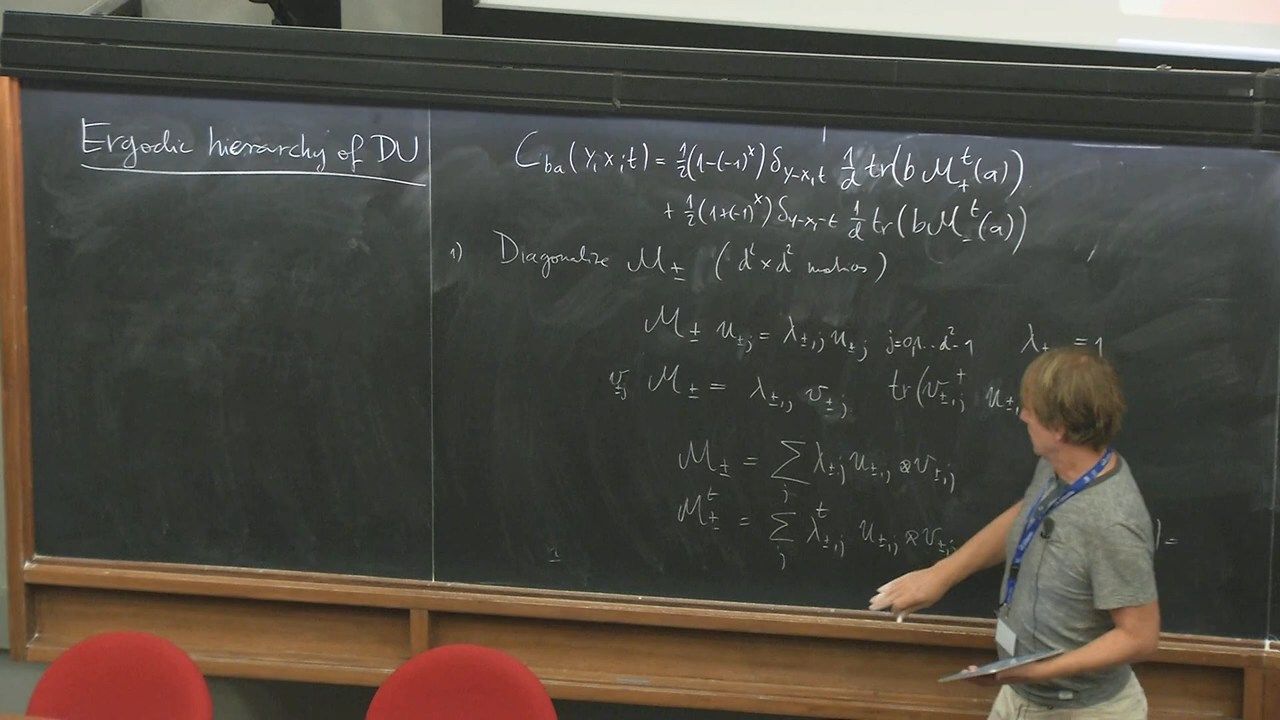 Ergodic hierarchy of DU
C_{ba}(y,x;t) = ½(1-(-1)^x) δ_{y-x,t} 1/d tr(b M_+^t(a))
+ ½(1+(-1)^x) δ_{y-x,-t} 1/d tr(b M_-^t(a))
1) Diagonalize M_± (d²×d² matrices)
M_± u_{±,j} = λ_{±,j} u_{±,j} j=0,1...d²-1 λ_± = 1
v_{±,j} M_± = λ_{±,j} v_{±,j} tr(v_{±,j}^† u_{±,
M_± = Σ_j λ_{±,j} u_{±,j} ⊗ v_{±,j}
M_±^t = Σ_j λ_{±,j}^t u_{±,j} ⊗ v_{±,j}